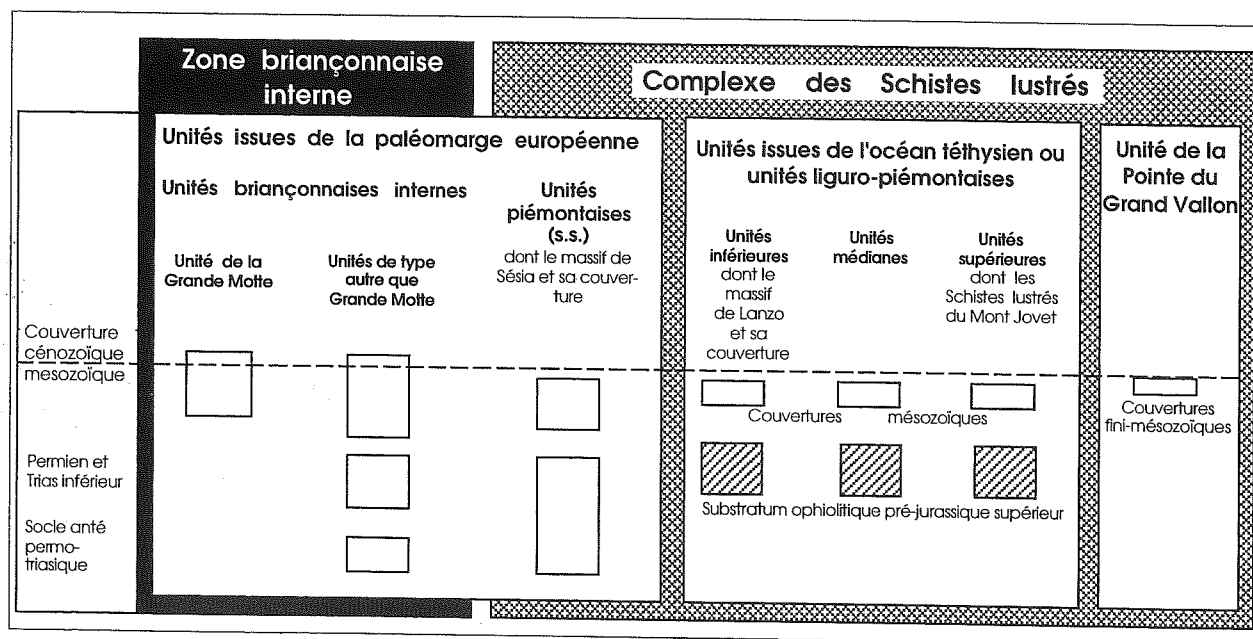 Zone briançonnaise
interne
Complexe des Schistes lustrés
Unités issues de la paléomarge européenne
Unités briançonnaises internes
Unité de la
Grande Motte
Unités de type
autre que
Grande Motte
Unités
piémontaises
(s.s.)
dont le massif de
Sésia et sa couver-
ture
Unités issues de l'océan téthysien ou
unités liguro-piémontaises
Unités
inférieures
dont le
massif
de Lanzo
et sa
couverture
Unités
médianes
Unités
supérieures
dont les
Schistes lustrés
du Mont Jovet
Unité de la
Pointe du
Grand Vallon
Couverture
cénozoïque
mesozoïque
Couvertures mésozoïques
Couvertures
fini-mésozoïques
Permien et
Trias inférieur
Substratum ophiolitique pré-jurassique supérieur
Socle anté
permo-
triasique